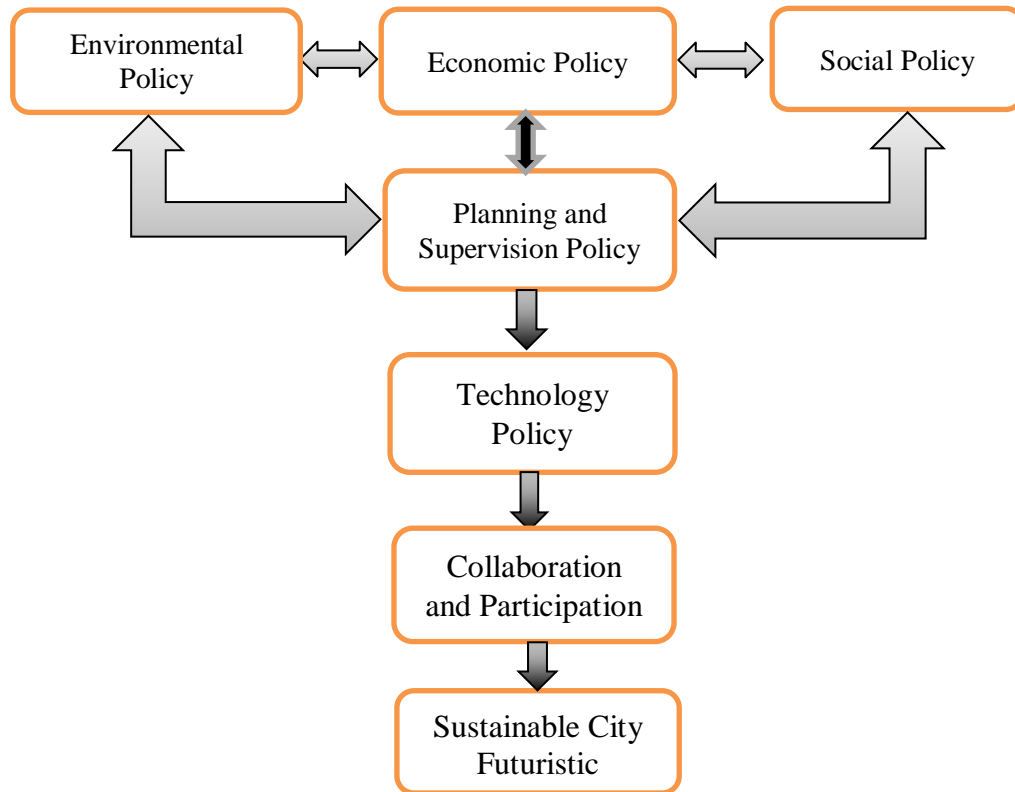 Environmental
Policy
Economic Policy
Social Policy
Planning and
Supervision Policy
Technology
Policy
Collaboration
and Participation
Sustainable City
Futuristic